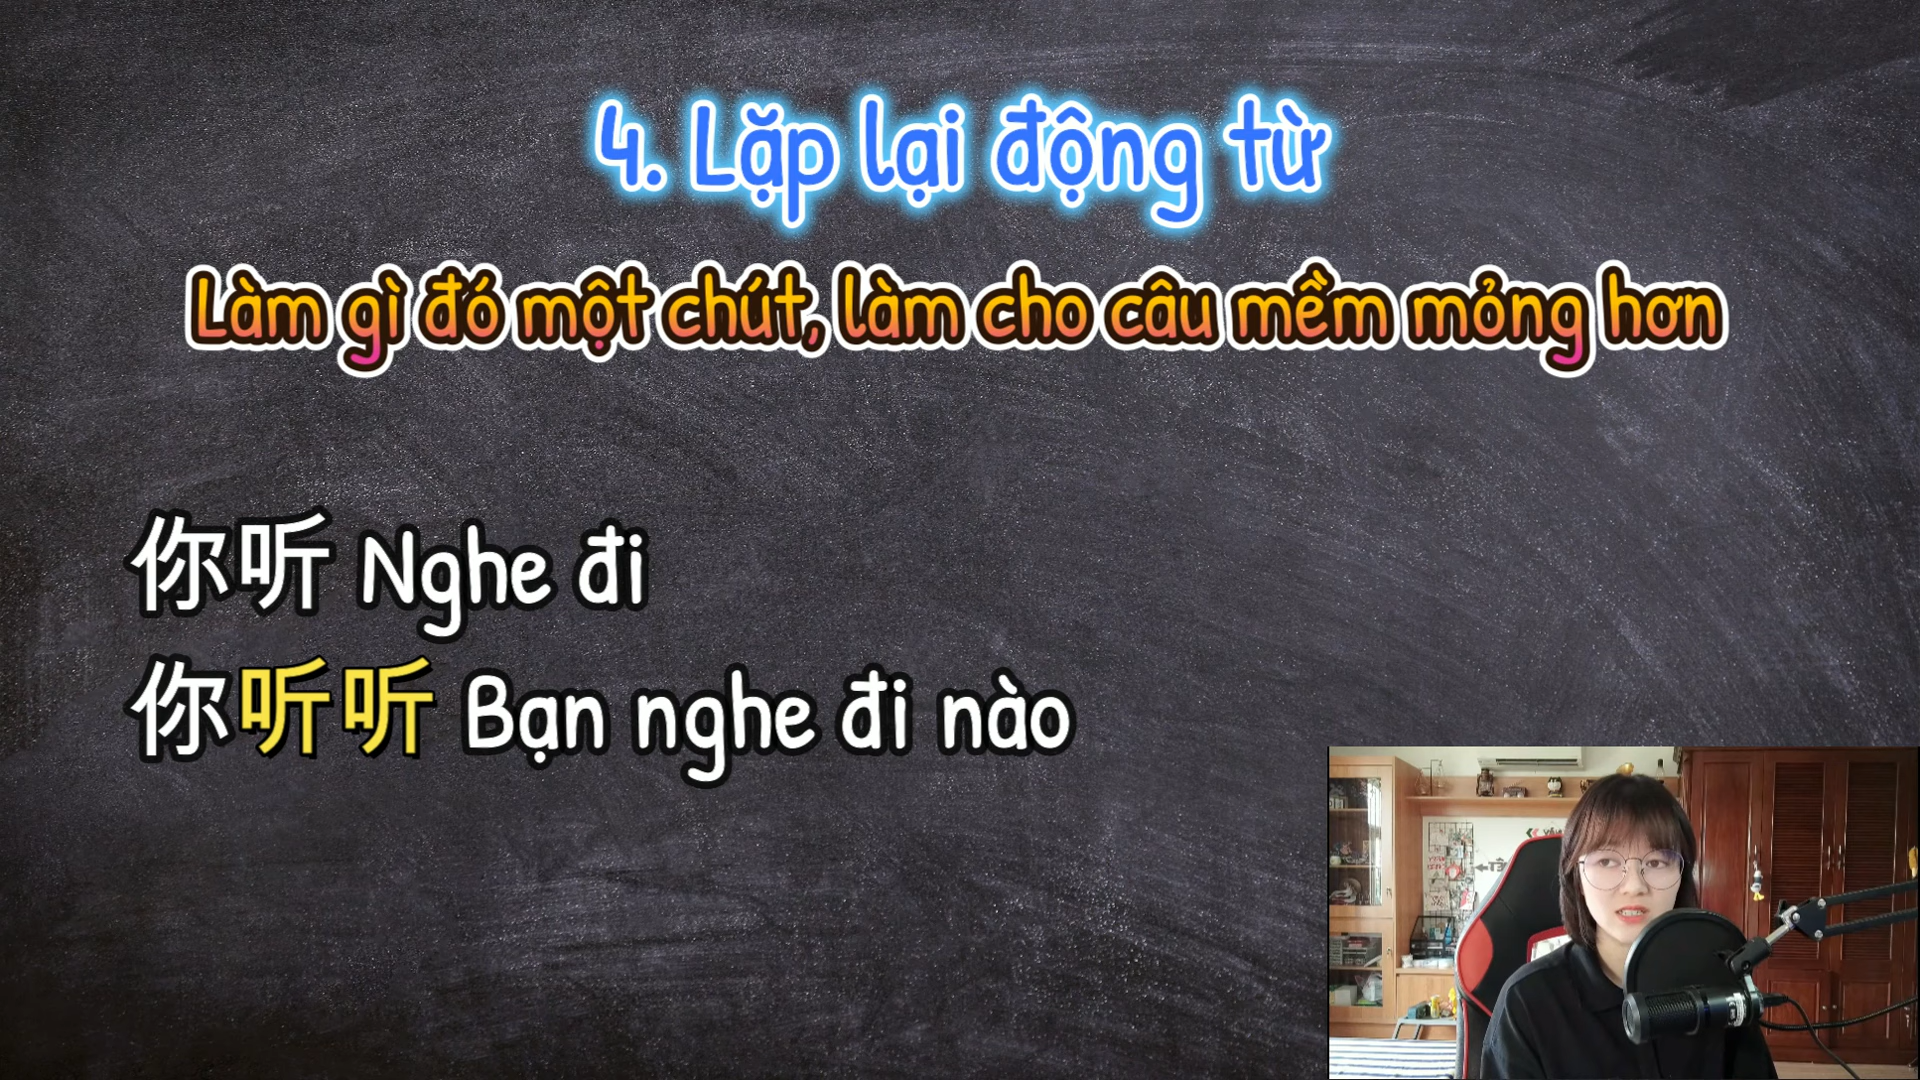 4. Lặp lại động từ
Làm gì đó một chút, làm cho câu mềm mỏng hơn
你听 Nghe đi
你听听 Bạn nghe đi nào